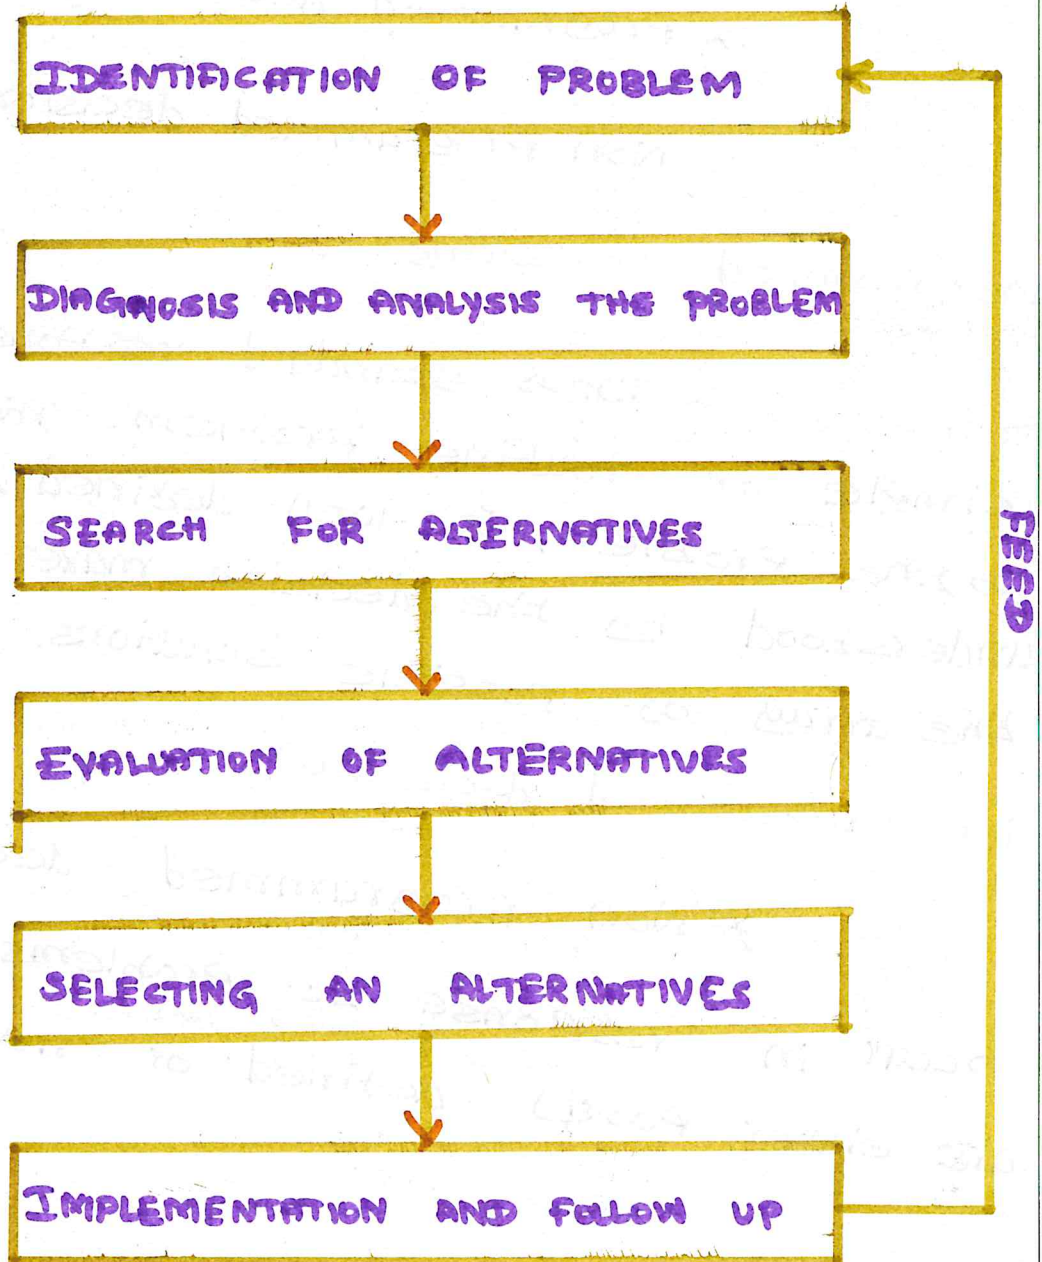 IDENTIFICATION OF PROBLEM
DIAGNOSIS AND ANALYSIS THE PROBLEM
SEARCH FOR ALTERNATIVES
FEED
EVALUATION OF ALTERNATIVES
SELECTING AN ALTERNATIVES
IMPLEMENTATION AND FOLLOW UP